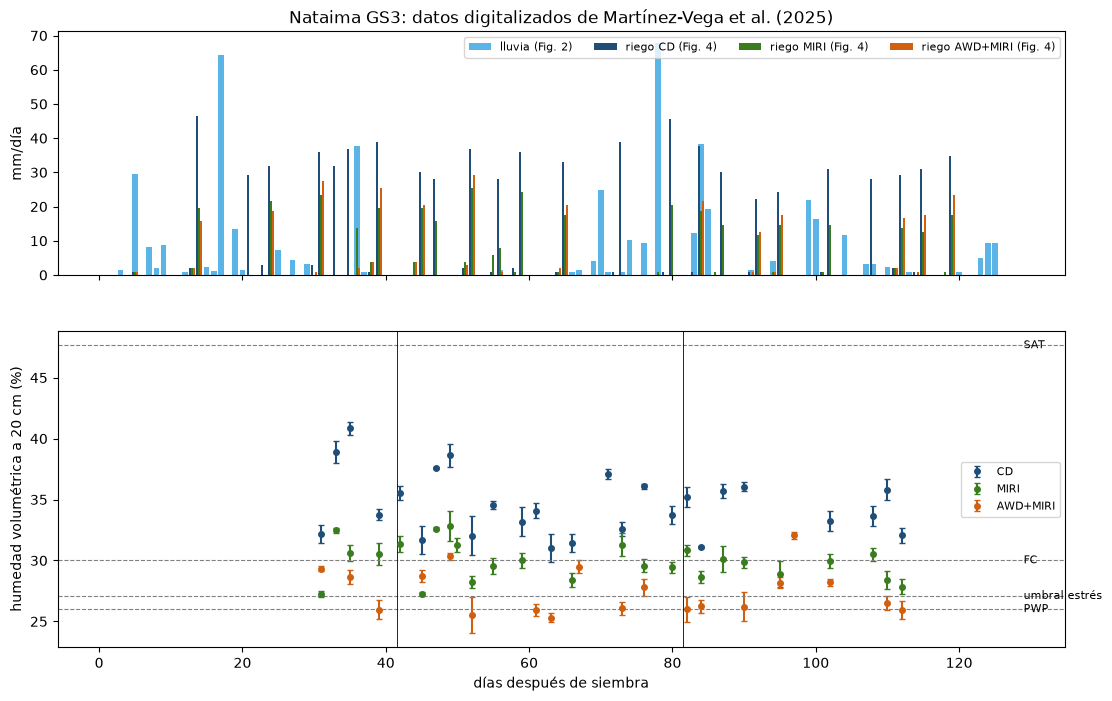 Nataima GS3: datos digitalizados de Martínez-Vega et al. (2025)
lluvia (Fig. 2) riego CD (Fig. 4) riego MIRI (Fig. 4) riego AWD+MIRI (Fig. 4)
70
60
50
40
30
20
10
0
mm/día
SAT
45
40
35
30
25
humedad volumétrica a 20 cm (%)
CD
MIRI
AWD+MIRI
FC
umbral estrés
PWP
0 20 40 60 80 100 120
días después de siembra